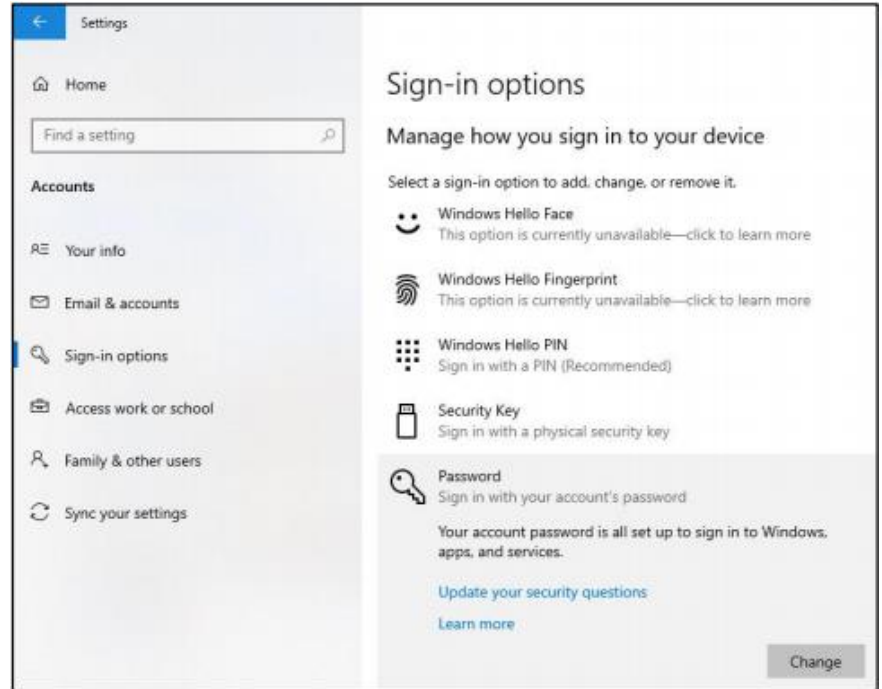 Settings
Home
Find a setting
Accounts
Your info
Email & accounts
Sign-in options
Access work or school
Family & other users
Sync your settings
Sign-in options
Manage how you sign in to your device
Select a sign-in option to add, change, or remove it.
Windows Hello Face
This option is currently unavailable—click to learn more
Windows Hello Fingerprint
This option is currently unavailable—click to learn more
Windows Hello PIN
Sign in with a PIN (Recommended)
Security Key
Sign in with a physical security key
Password
Sign in with your account's password
Your account password is all set up to sign in to Windows,
apps, and services.
Update your security questions
Learn more
Change